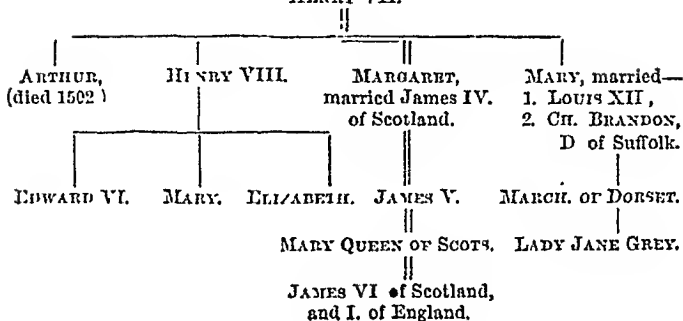 HENRY VII.
ARTHUR, HENRY VIII. MARGARET, MARY, married—
(died 1502) married James IV. 1. LOUIS XII,
of Scotland. 2. CH. BRANDON,
D of Suffolk.
EDWARD VI. MARY. ELIZABETH. JAMES V. MARCH. OF DORSET.
MARY QUEEN OF SCOTS. LADY JANE GREY.
JAMES VI of Scotland,
and I. of England.